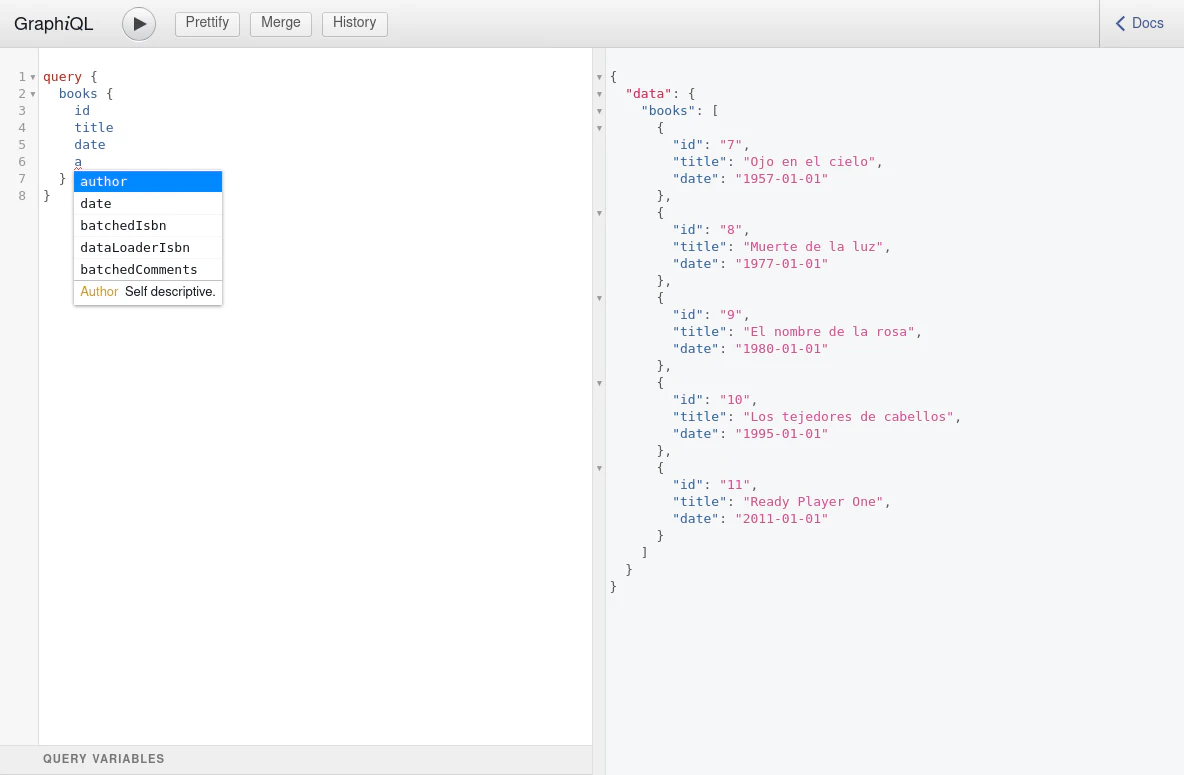 GraphiQL Prettify Merge History Docs
1 query {
2   books {
3     id
4     title
5     date
6     a
7   }
8 }
author
date
batchedIsbn
dataLoaderIsbn
batchedComments
Author Self descriptive.
QUERY VARIABLES
{
  "data": {
    "books": [
      {
        "id": "7",
        "title": "Ojo en el cielo",
        "date": "1957-01-01"
      },
      {
        "id": "8",
        "title": "Muerte de la luz",
        "date": "1977-01-01"
      },
      {
        "id": "9",
        "title": "El nombre de la rosa",
        "date": "1980-01-01"
      },
      {
        "id": "10",
        "title": "Los tejedores de cabellos",
        "date": "1995-01-01"
      },
      {
        "id": "11",
        "title": "Ready Player One",
        "date": "2011-01-01"
      }
    ]
  }
}